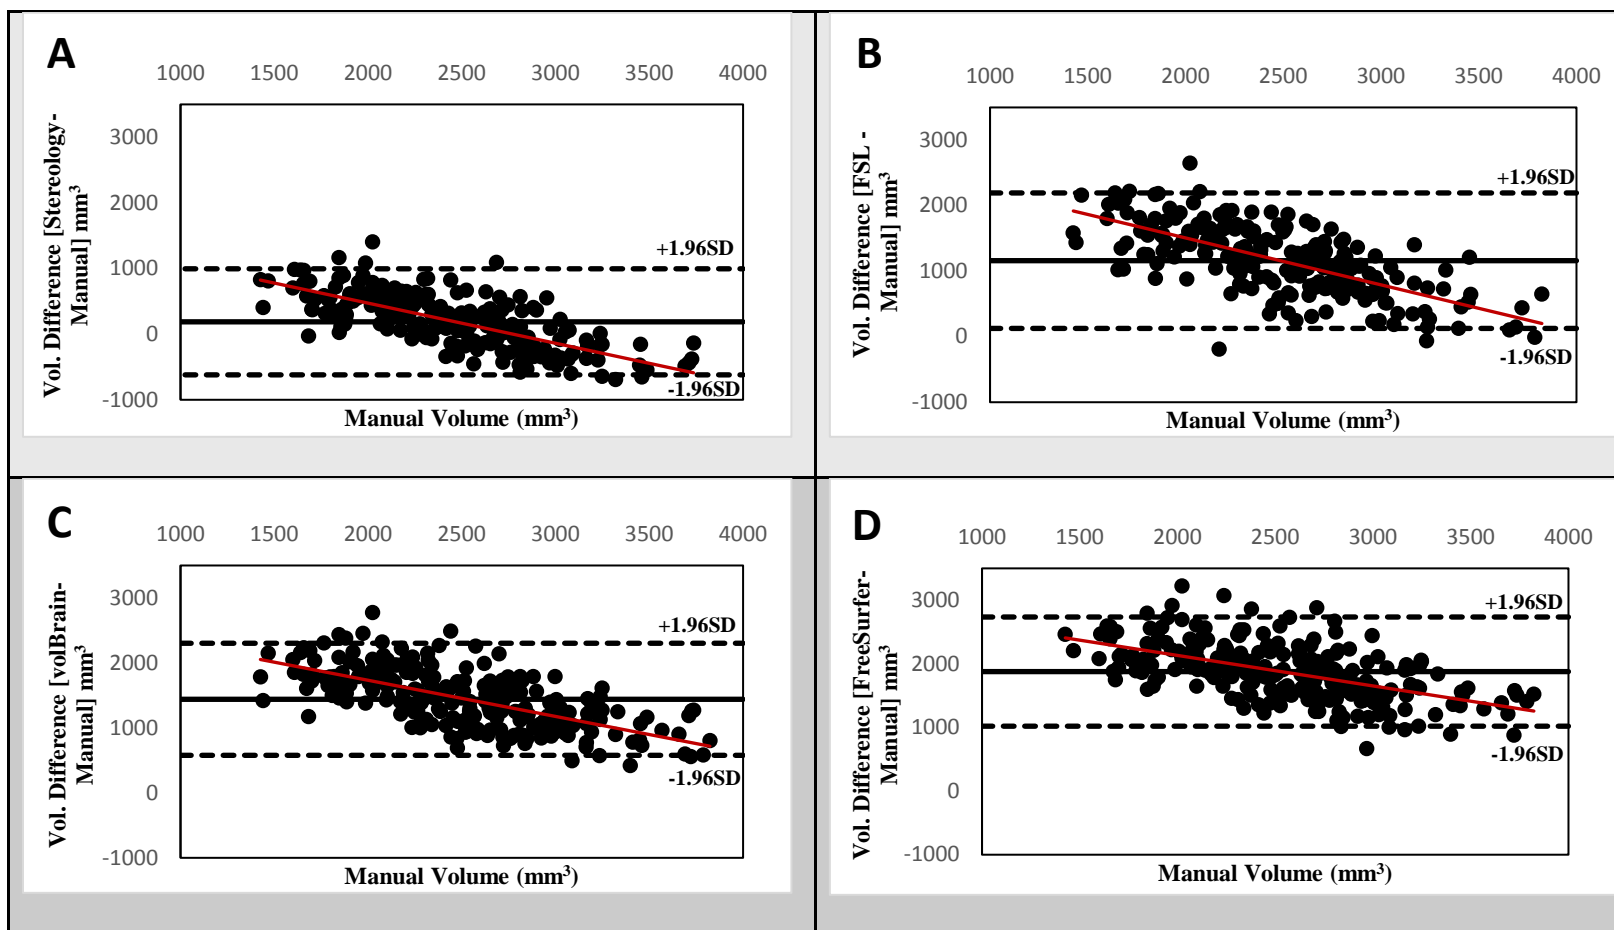 A
1000 1500 2000 2500 3000 3500 4000
Vol. Difference [Stereology-
Manual] mm³
3000
2000
1000
0
-1000
+1.96SD
-1.96SD
Manual Volume (mm³)
B
1000 1500 2000 2500 3000 3500 4000
Vol. Difference [FSL -
Manual] mm³
3000
2000
1000
0
-1000
+1.96SD
-1.96SD
Manual Volume (mm³)
C
1000 1500 2000 2500 3000 3500 4000
Vol. Difference [volBrain-
Manual] mm³
3000
2000
1000
0
-1000
+1.96SD
-1.96SD
Manual Volume (mm³)
D
1000 1500 2000 2500 3000 3500 4000
Vol. Difference [FreeSurfer-
Manual] mm³
3000
2000
1000
0
-1000
+1.96SD
-1.96SD
Manual Volume (mm³)